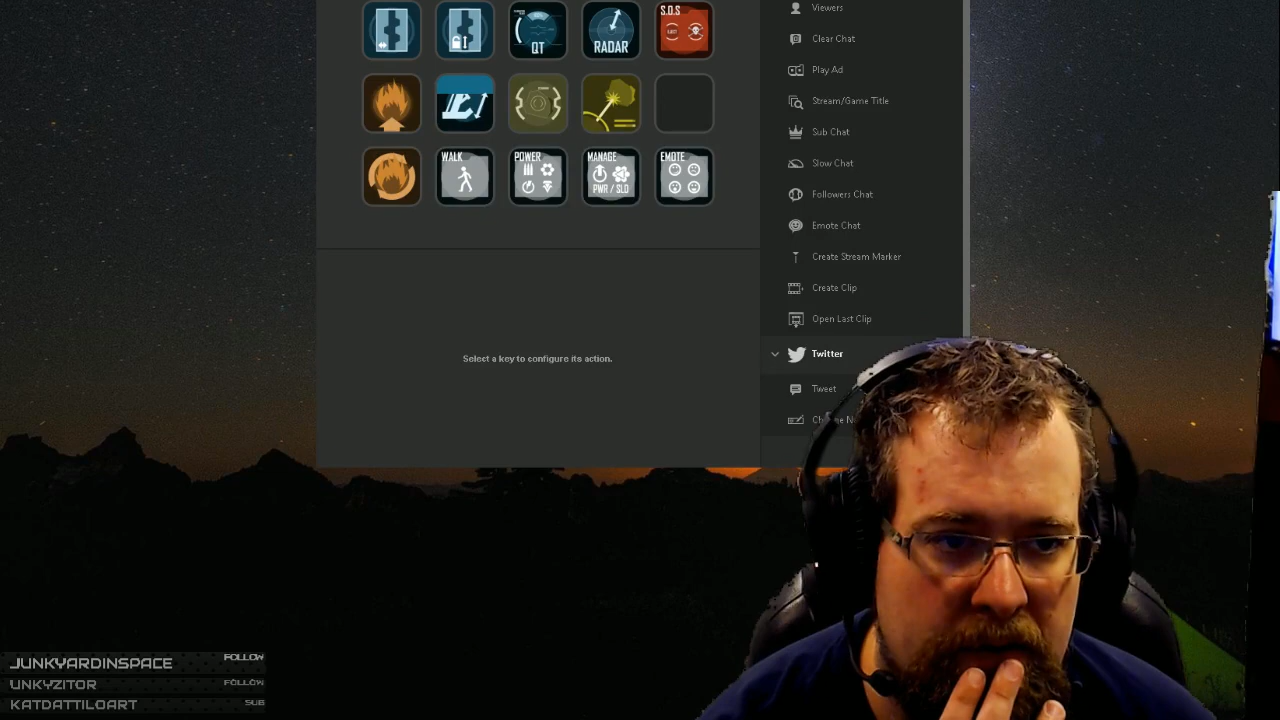 QT
RADAR
S.O.S
WALK
POWER
MANAGE
PWR / SLD
EMOTE
Select a key to configure its action.
Viewers
Clear Chat
Play Ad
Stream/Game Title
Sub Chat
Slow Chat
Followers Chat
Emote Chat
Create Stream Marker
Create Clip
Open Last Clip
Twitter
Tweet
JUNKYARDINSPACE FOLLOW
UNKYZITOR FOLLOW
KATDATTILOART SUB